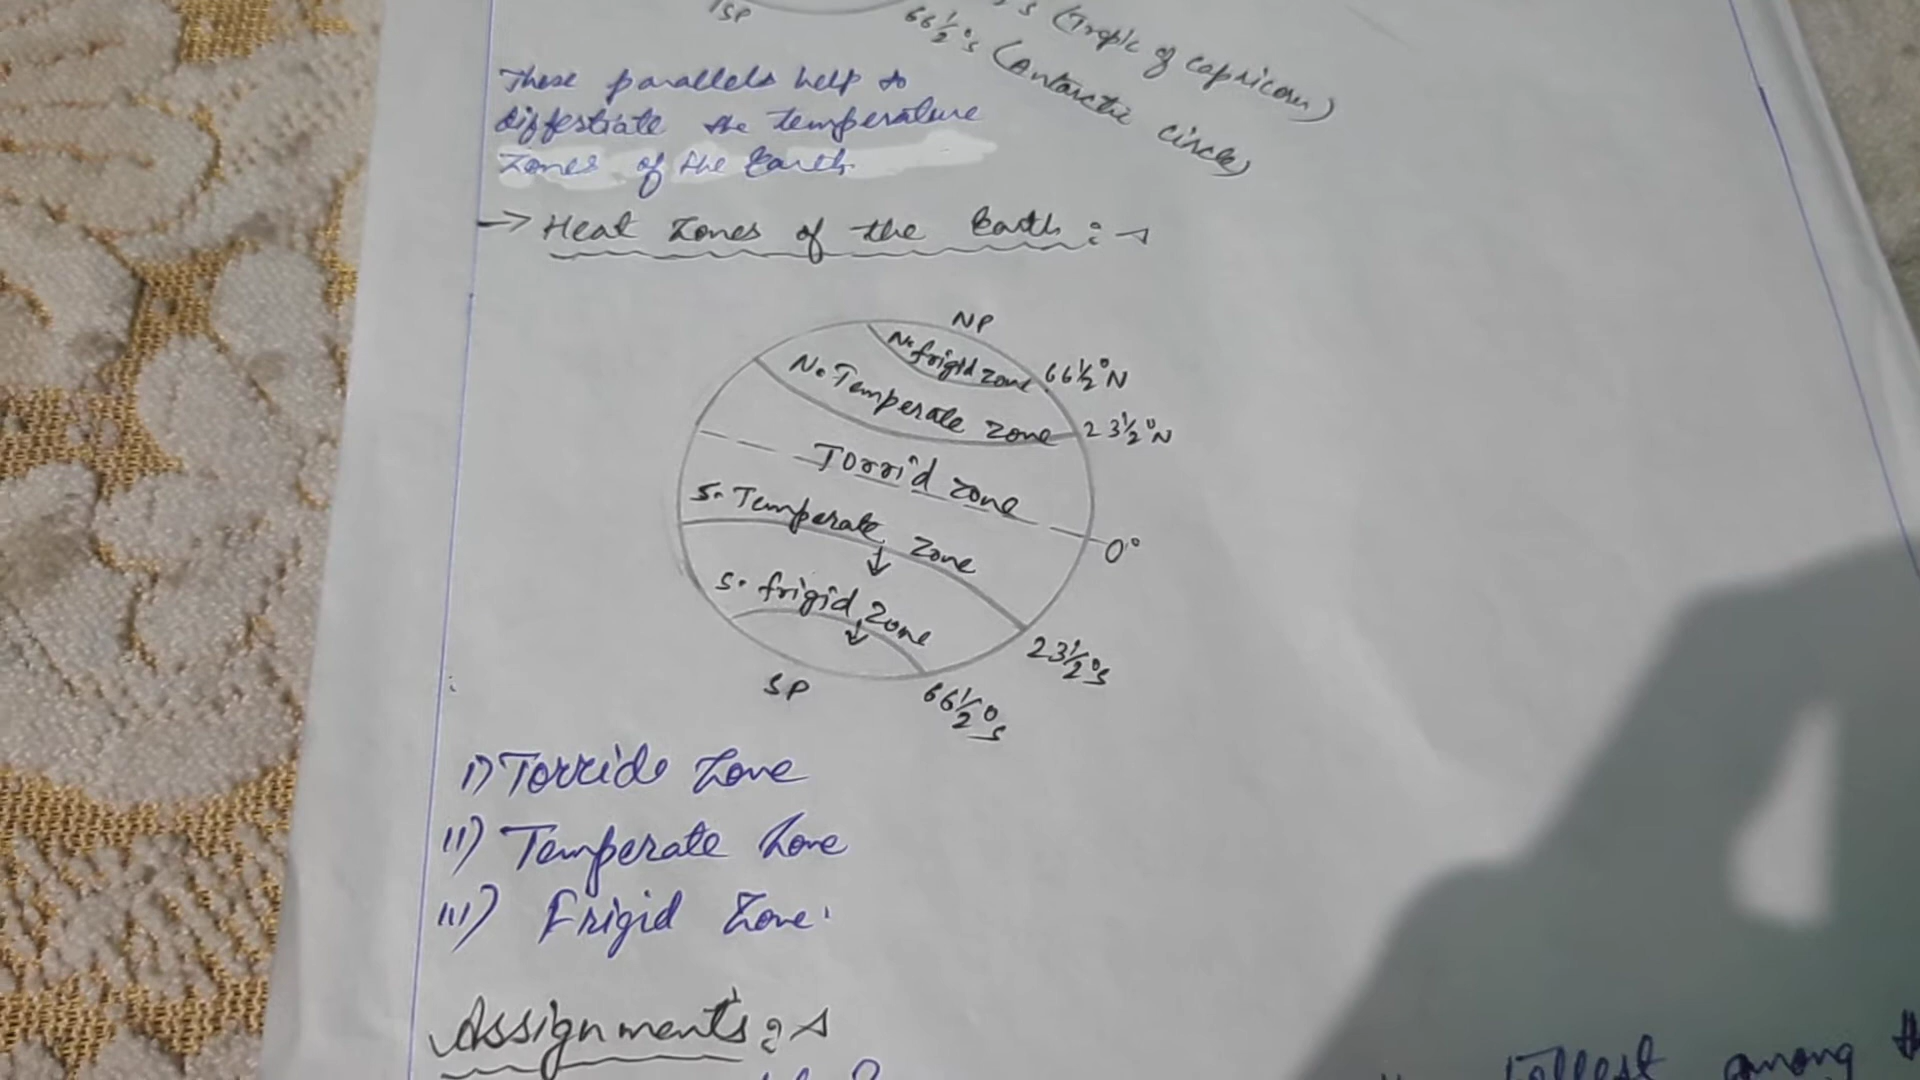 SP
66½°s (Antarctic circle)
s (Tropic of capricorn)
These parallels help to
diffestiate the temperature
zones of the Earth.
→ Heat Zones of the Earth :→
NP
N. frigid zone 66½°N
N. Temperate zone 23½°N
Torrid zone
0°
S. Temperate Zone
S. frigid Zone
23½°s
SP
66½°s
i) Torride Zone
ii) Temperate Zone
iii) Frigid Zone.
Assignments :→
tallest among